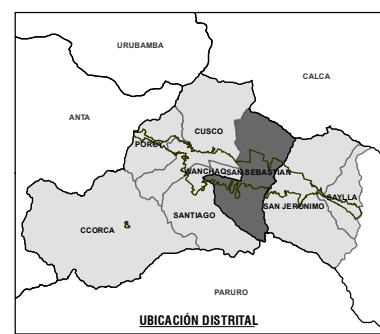 URUBAMBA
CALCA
ANTA
CUSCO
POROY
WANCHAQ
SAN SEBASTIAN
SAYLLA
SAN JERONIMO
SANTIAGO
CCORCA
PARURO
UBICACIÓN DISTRITAL